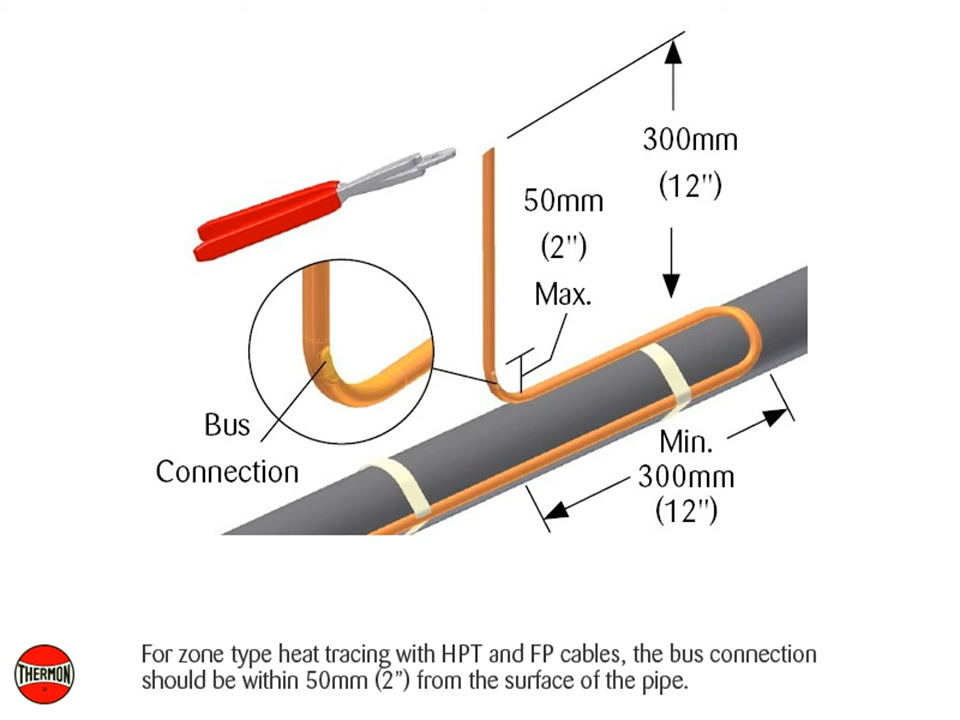 300mm
(12")
50mm
(2")
Max.
Bus
Connection
Min.
300mm
(12")
THERMON
For zone type heat tracing with HPT and FP cables, the bus connection
should be within 50mm (2”) from the surface of the pipe.